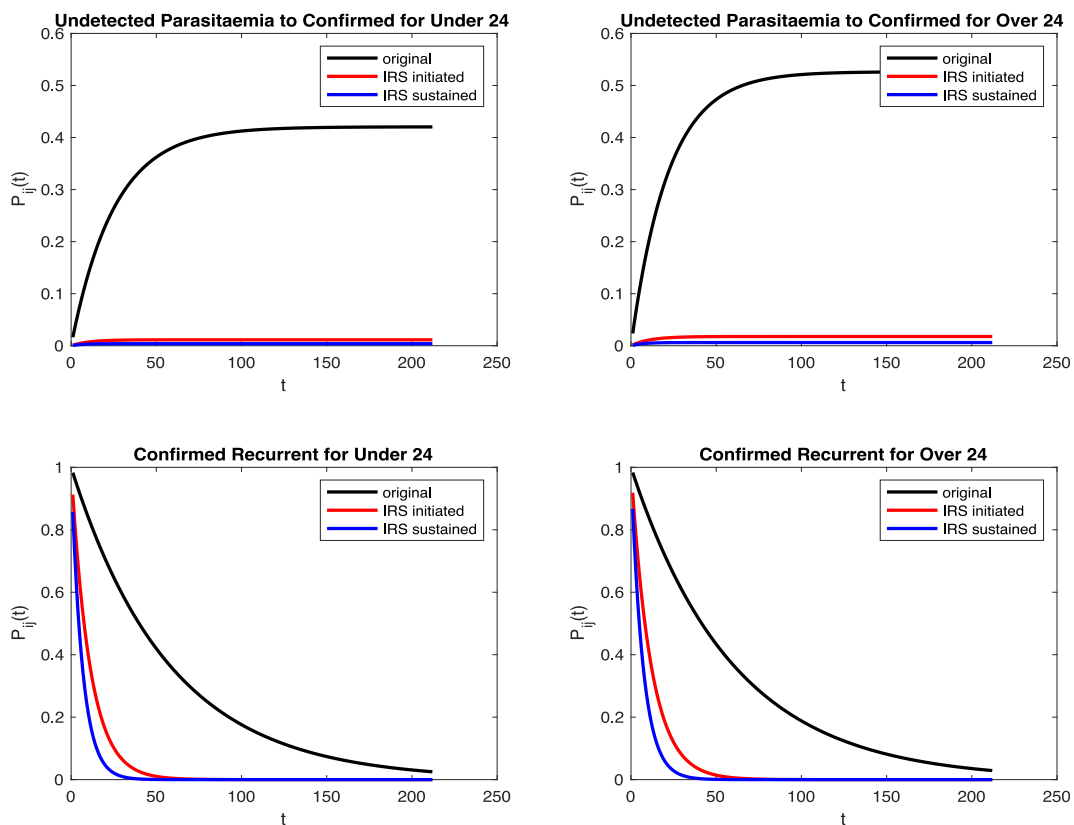 Undetected Parasitaemia to Confirmed for Under 24
0.6
0.5
0.4
0.3
0.2
0.1
0
P_ij(t)
original
IRS initiated
IRS sustained
0 50 100 150 200 250
t
Undetected Parasitaemia to Confirmed for Over 24
0.6
0.5
0.4
0.3
0.2
0.1
0
P_ij(t)
original
IRS initiated
IRS sustained
0 50 100 150 200 250
t
Confirmed Recurrent for Under 24
1
0.8
0.6
0.4
0.2
0
P_ij(t)
original
IRS initiated
IRS sustained
0 50 100 150 200 250
t
Confirmed Recurrent for Over 24
1
0.8
0.6
0.4
0.2
0
P_ij(t)
original
IRS initiated
IRS sustained
0 50 100 150 200 250
t